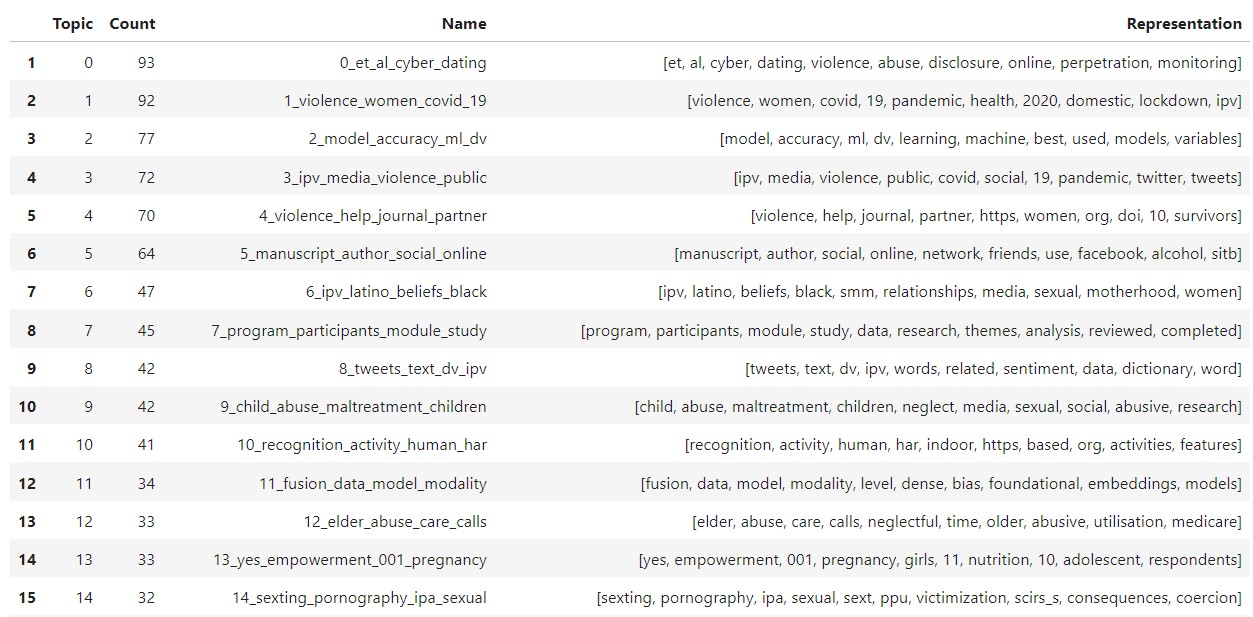 Topic Count Name Representation
1 0 93 0_et_al_cyber_dating [et, al, cyber, dating, violence, abuse, disclosure, online, perpetration, monitoring]
2 1 92 1_violence_women_covid_19 [violence, women, covid, 19, pandemic, health, 2020, domestic, lockdown, ipv]
3 2 77 2_model_accuracy_ml_dv [model, accuracy, ml, dv, learning, machine, best, used, models, variables]
4 3 72 3_ipv_media_violence_public [ipv, media, violence, public, covid, social, 19, pandemic, twitter, tweets]
5 4 70 4_violence_help_journal_partner [violence, help, journal, partner, https, women, org, doi, 10, survivors]
6 5 64 5_manuscript_author_social_online [manuscript, author, social, online, network, friends, use, facebook, alcohol, sitb]
7 6 47 6_ipv_latino_beliefs_black [ipv, latino, beliefs, black, smm, relationships, media, sexual, motherhood, women]
8 7 45 7_program_participants_module_study [program, participants, module, study, data, research, themes, analysis, reviewed, completed]
9 8 42 8_tweets_text_dv_ipv [tweets, text, dv, ipv, words, related, sentiment, data, dictionary, word]
10 9 42 9_child_abuse_maltreatment_children [child, abuse, maltreatment, children, neglect, media, sexual, social, abusive, research]
11 10 41 10_recognition_activity_human_har [recognition, activity, human, har, indoor, https, based, org, activities, features]
12 11 34 11_fusion_data_model_modality [fusion, data, model, modality, level, dense, bias, foundational, embeddings, models]
13 12 33 12_elder_abuse_care_calls [elder, abuse, care, calls, neglectful, time, older, abusive, utilisation, medicare]
14 13 33 13_yes_empowerment_001_pregnancy [yes, empowerment, 001, pregnancy, girls, 11, nutrition, 10, adolescent, respondents]
15 14 32 14_sexting_pornography_ipa_sexual [sexting, pornography, ipa, sexual, sext, ppu, victimization, scirs_s, consequences, coercion]